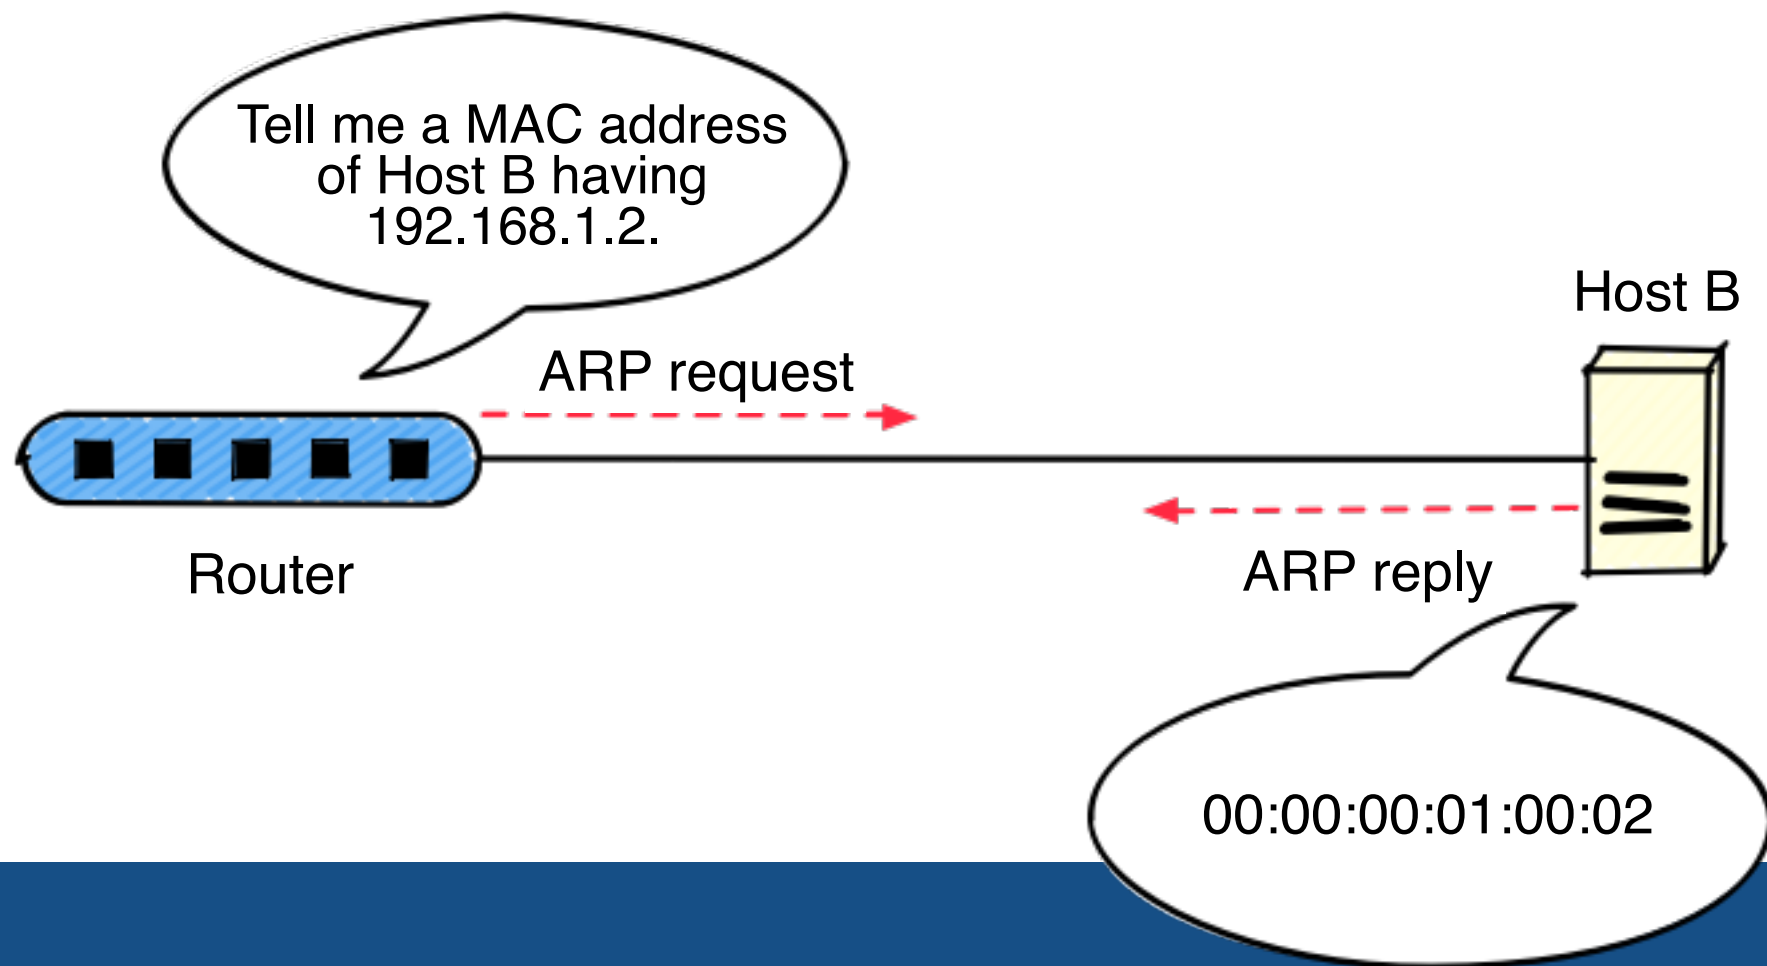 Tell me a MAC address
of Host B having
192.168.1.2.
Host B
ARP request
Router
ARP reply
00:00:00:01:00:02